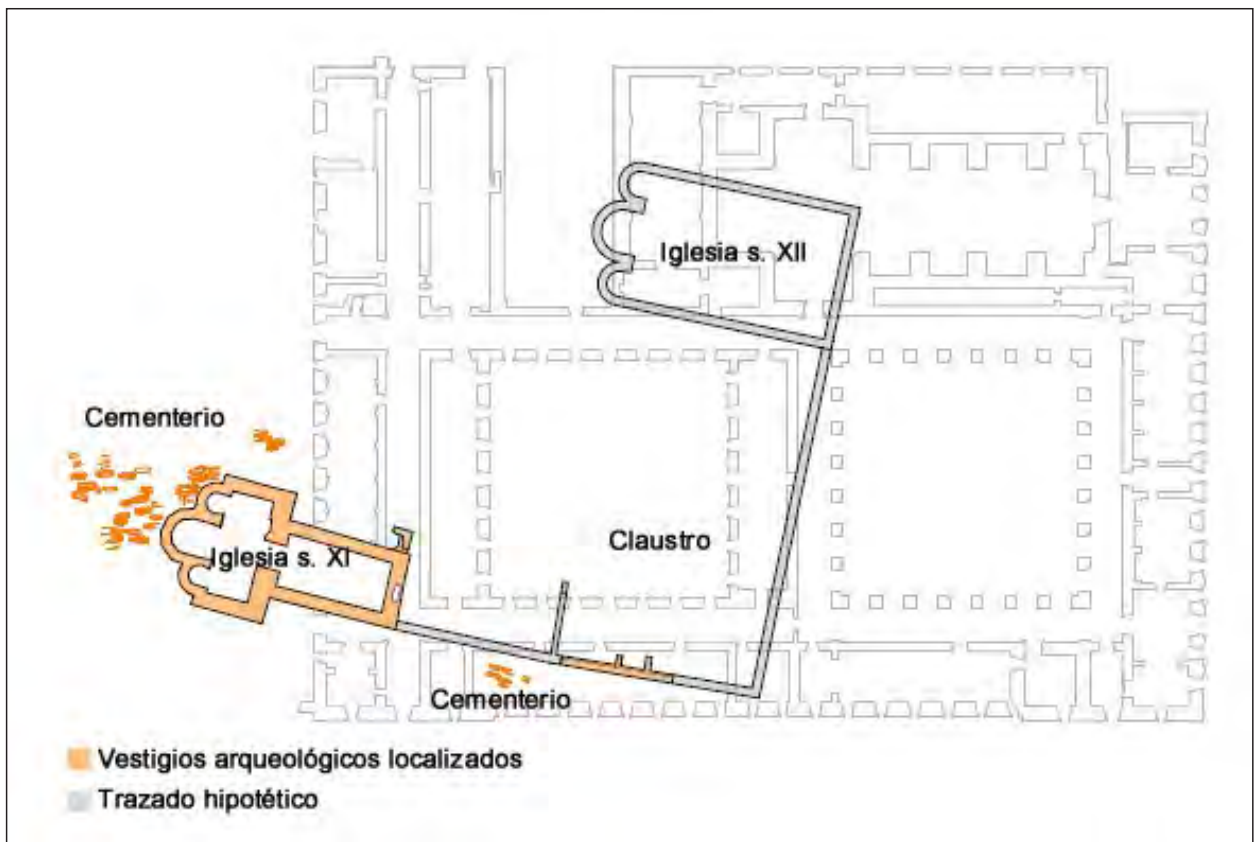 Iglesia s. XII
Cementerio
Iglesia s. XI
Claustro
Cementerio
Vestigios arqueológicos localizados
Trazado hipotético